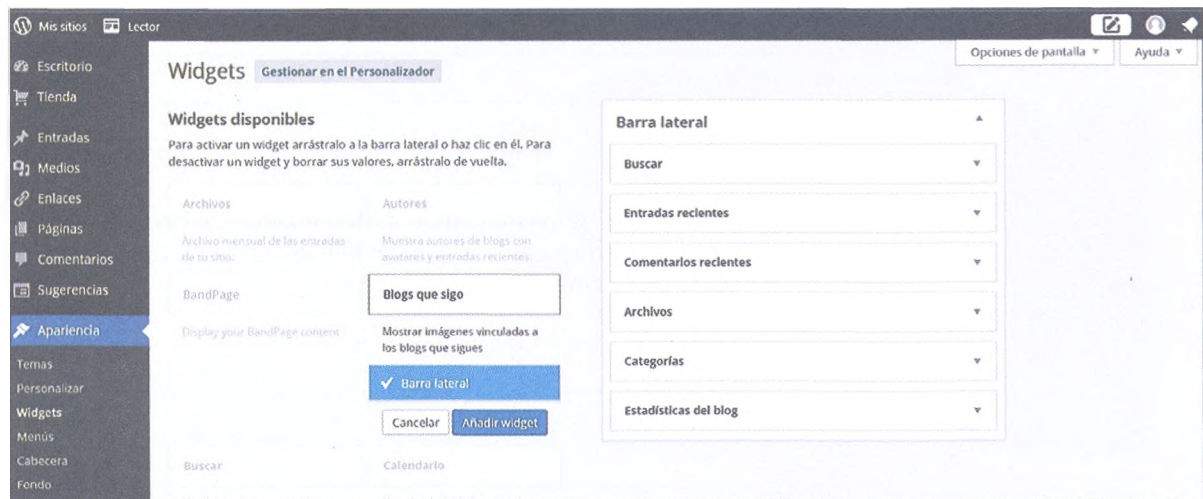 Mis sitios Lector
Opciones de pantalla Ayuda
Escritorio
Tienda
Entradas
Medios
Enlaces
Páginas
Comentarios
Sugerencias
Apariencia
Temas
Personalizar
Widgets
Menús
Cabecera
Fondo
Widgets Gestionar en el Personalizador
Widgets disponibles
Para activar un widget arrástralo a la barra lateral o haz clic en él. Para
desactivar un widget y borrar sus valores, arrástralo de vuelta.
Archivos
Archivo mensual de las entradas
de tu sitio.
Autores
Muestra autores de blogs con
avatares y entradas recientes.
BandPage
Display your BandPage content
Blogs que sigo
Mostrar imágenes vinculadas a
los blogs que sigues
Barra lateral
Cancelar Añadir widget
Buscar
Calendario
Barra lateral
Buscar
Entradas recientes
Comentarios recientes
Archivos
Categorías
Estadísticas del blog